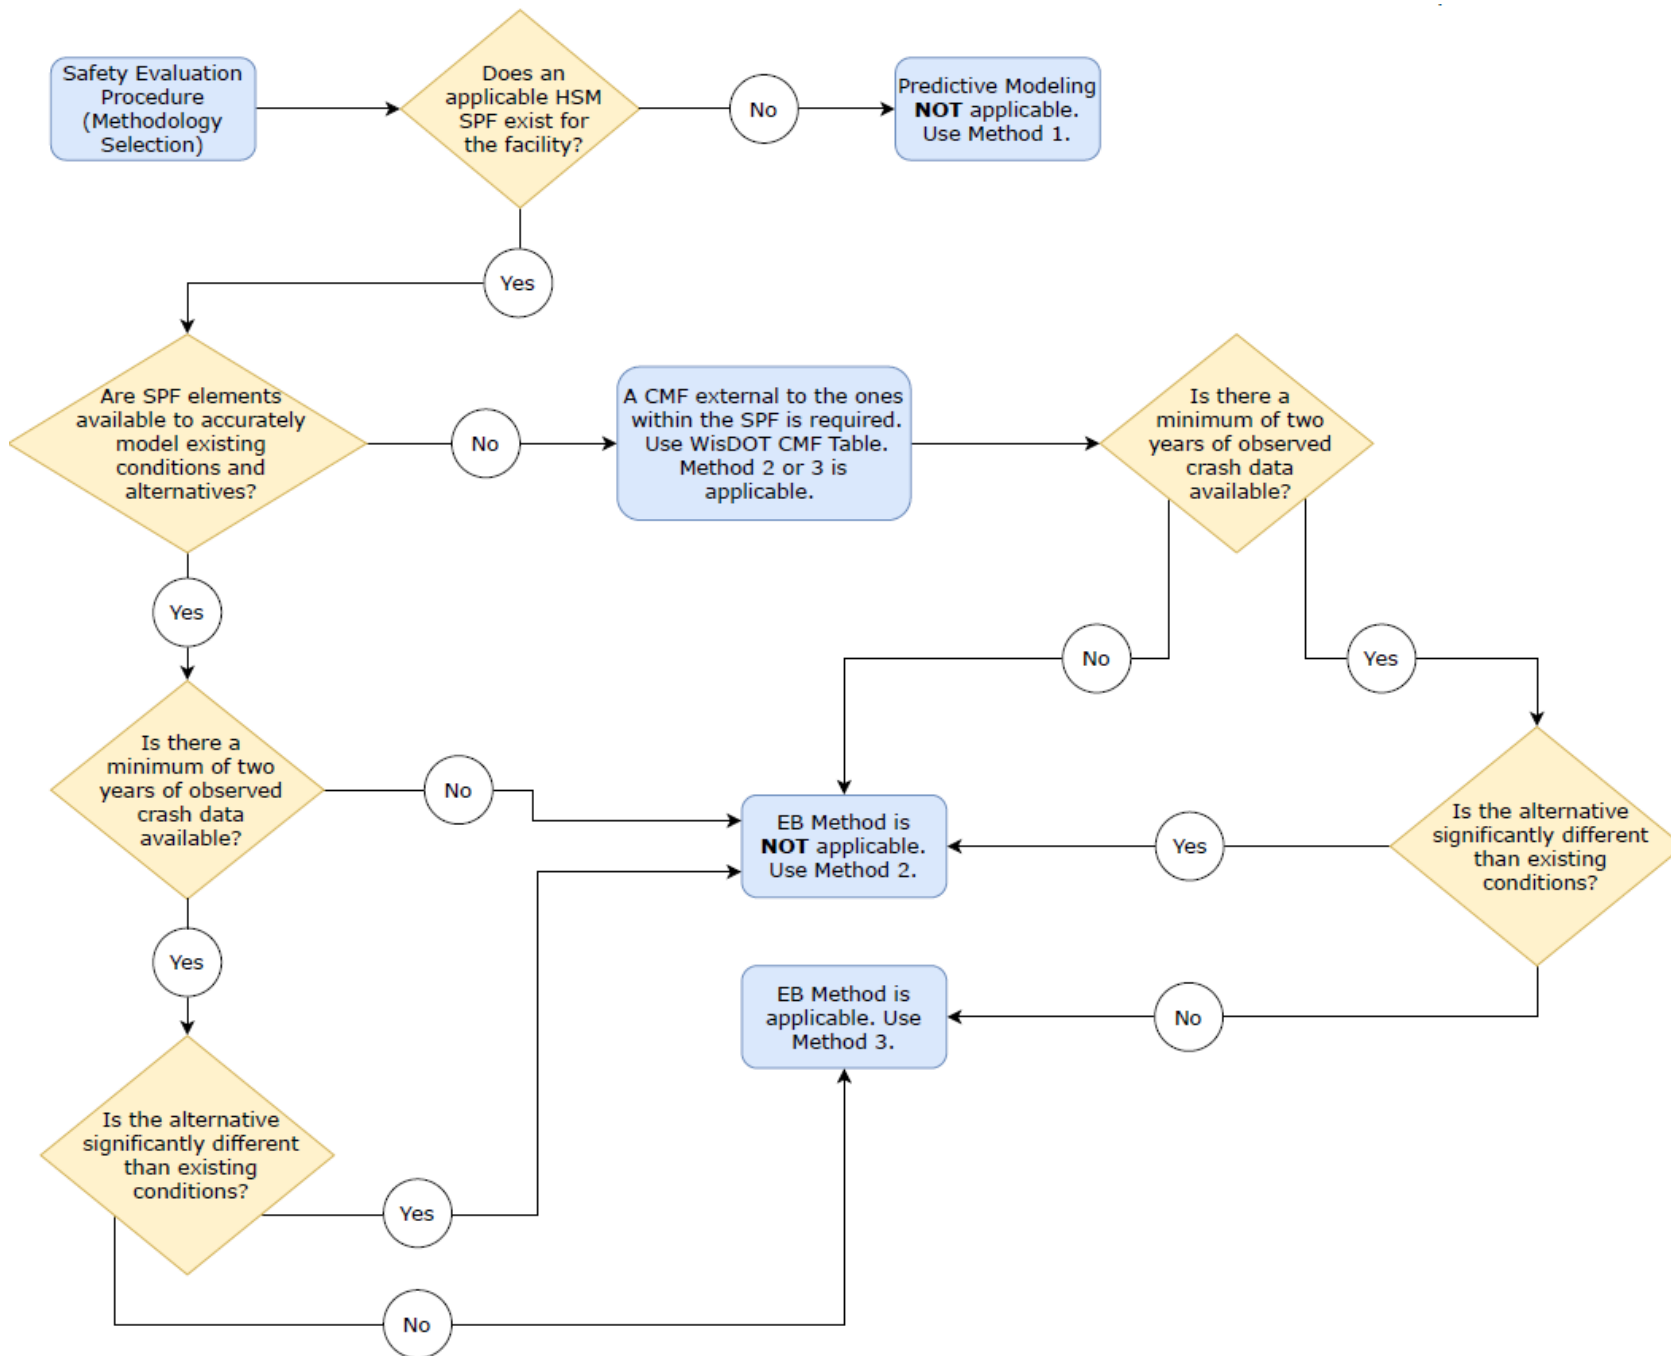 Safety Evaluation
Procedure
(Methodology
Selection)
Does an
applicable HSM
SPF exist for
the facility?
No
Predictive Modeling
NOT applicable.
Use Method 1.
Yes
Are SPF elements
available to accurately
model existing
conditions and
alternatives?
No
A CMF external to the ones
within the SPF is required.
Use WisDOT CMF Table.
Method 2 or 3 is
applicable.
Is there a
minimum of two
years of observed
crash data
available?
Yes
No
Yes
Is there a
minimum of two
years of observed
crash data
available?
No
EB Method is
NOT applicable.
Use Method 2.
Yes
Is the alternative
significantly different
than existing
conditions?
Yes
EB Method is
applicable. Use
Method 3.
No
Is the alternative
significantly different
than existing
conditions?
Yes
No